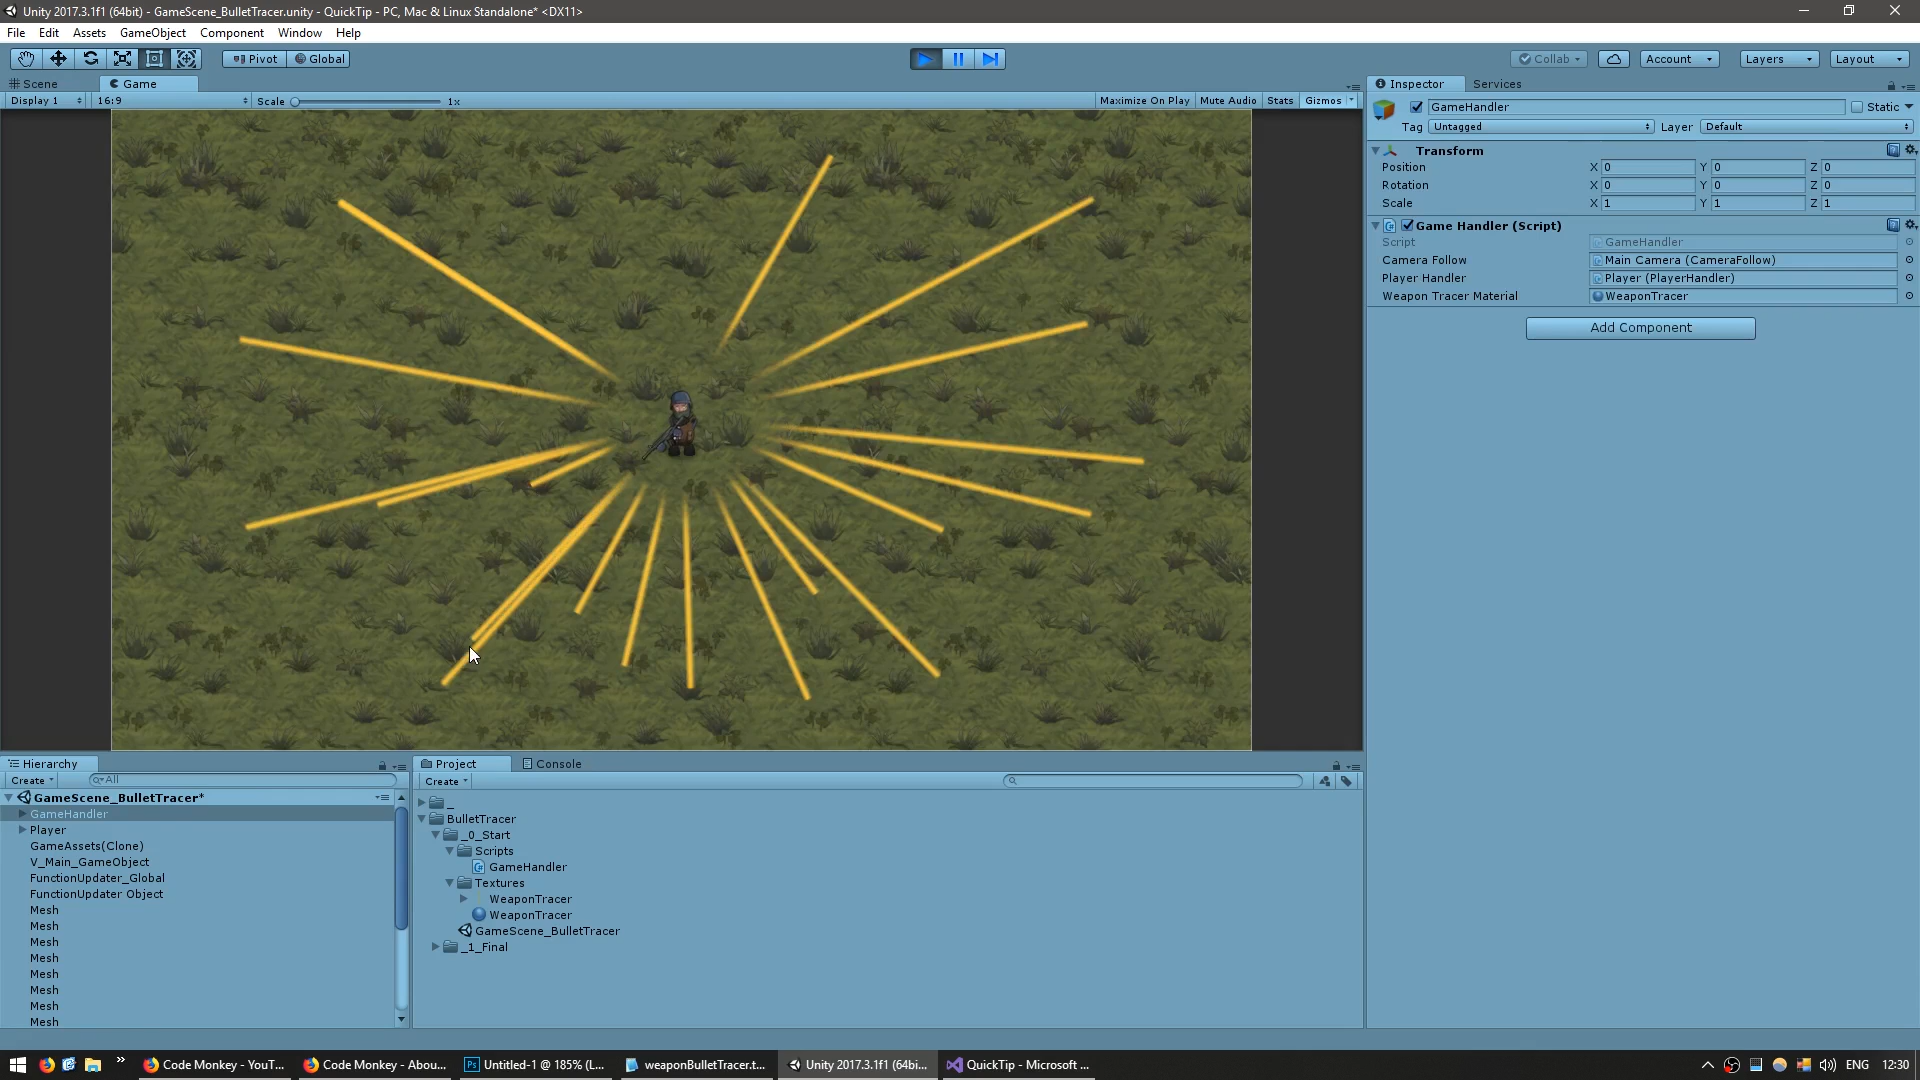 Unity 2017.3.1f1 (64bit) - GameScene_BulletTracer.unity - QuickTip - PC, Mac & Linux Standalone* <DX11>
File Edit Assets GameObject Component Window Help
Pivot Global Collab Account Layers Layout
Scene Game
Display 1 16:9 Scale 1x Maximize On Play Mute Audio Stats Gizmos
Inspector Services
GameHandler Static
Tag Untagged Layer Default
Transform
Position X 0 Y 0 Z 0
Rotation X 0 Y 0 Z 0
Scale X 1 Y 1 Z 1
Game Handler (Script)
Script GameHandler
Camera Follow Main Camera (CameraFollow)
Player Handler Player (PlayerHandler)
Weapon Tracer Material WeaponTracer
Add Component
Hierarchy
Create All
GameScene_BulletTracer*
GameHandler
Player
GameAssets(Clone)
V_Main_GameObject
FunctionUpdater_Global
FunctionUpdater Object
Mesh
Mesh
Mesh
Mesh
Mesh
Mesh
Mesh
Mesh
Project Console
Create
_
BulletTracer
_0_Start
Scripts
GameHandler
Textures
WeaponTracer
WeaponTracer
GameScene_BulletTracer
_1_Final
Code Monkey - YouT... Code Monkey - Abou... Untitled-1 @ 185% (L... weaponBulletTracer.t... Unity 2017.3.1f1 (64bi... QuickTip - Microsoft ... ENG 12:30